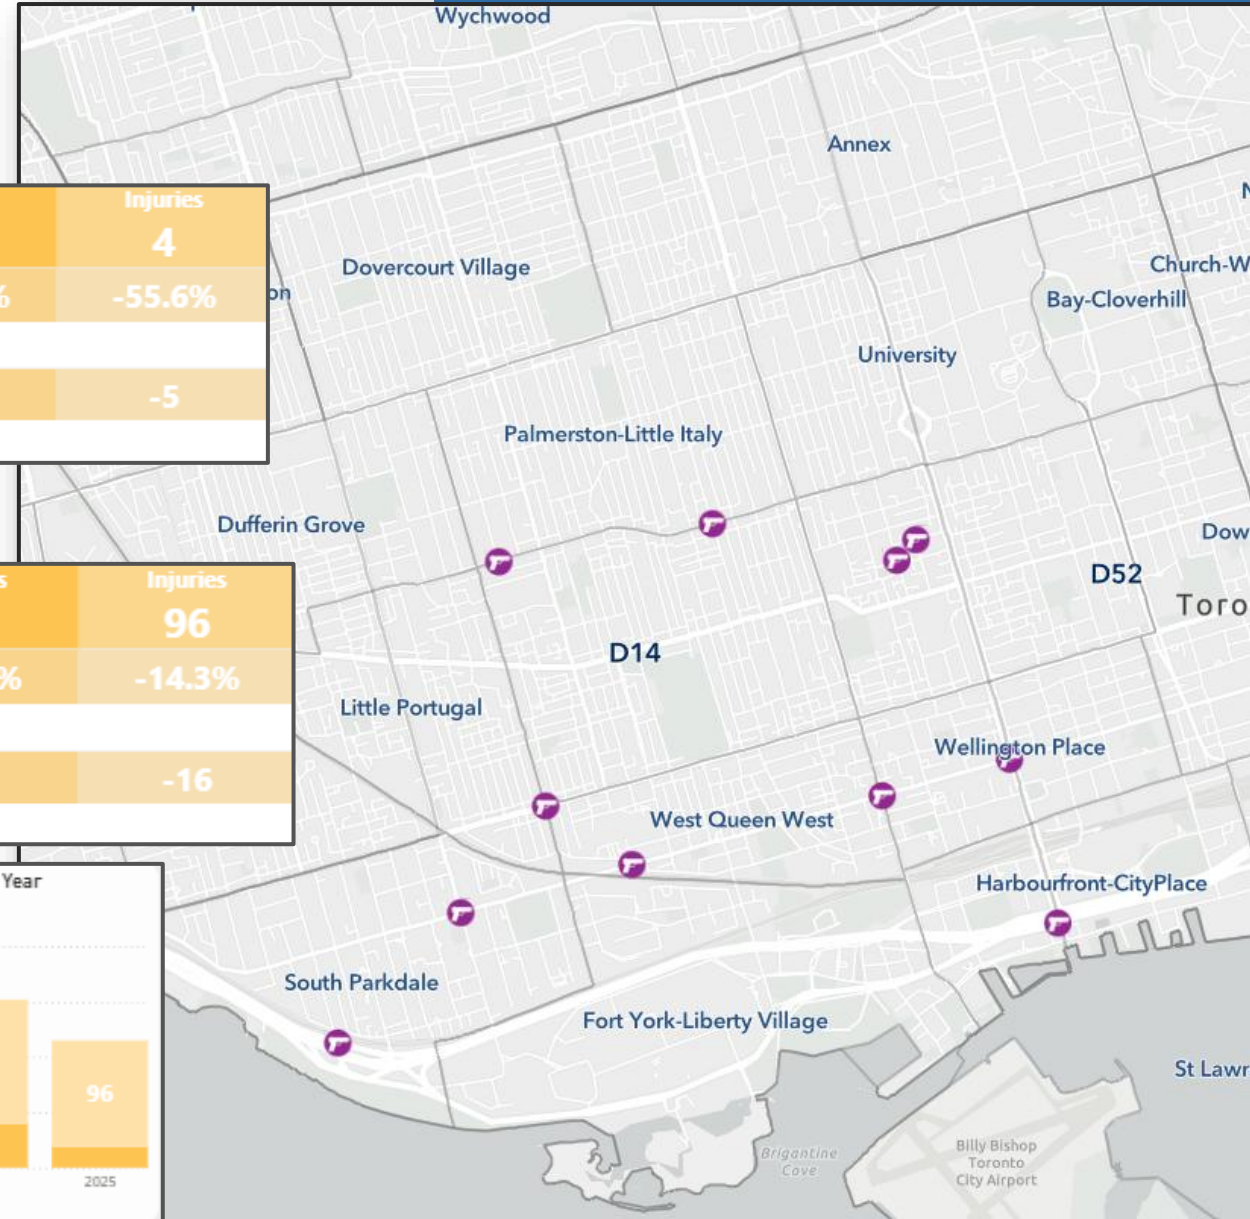 Wychwood
Annex
N
Injuries
4
Dovercourt Village
Church-W
%
-55.6%
on
Bay-Cloverhill
University
-5
Palmerston-Little Italy
Dufferin Grove
Dow
D52
s
Injuries
Toro
96
D14
%
-14.3%
Little Portugal
Wellington Place
-16
West Queen West
Year
Harbourfront-CityPlace
South Parkdale
Fort York-Liberty Village
St Lawr
96
Billy Bishop
Toronto
City Airport
Brigantine
Cove
2025